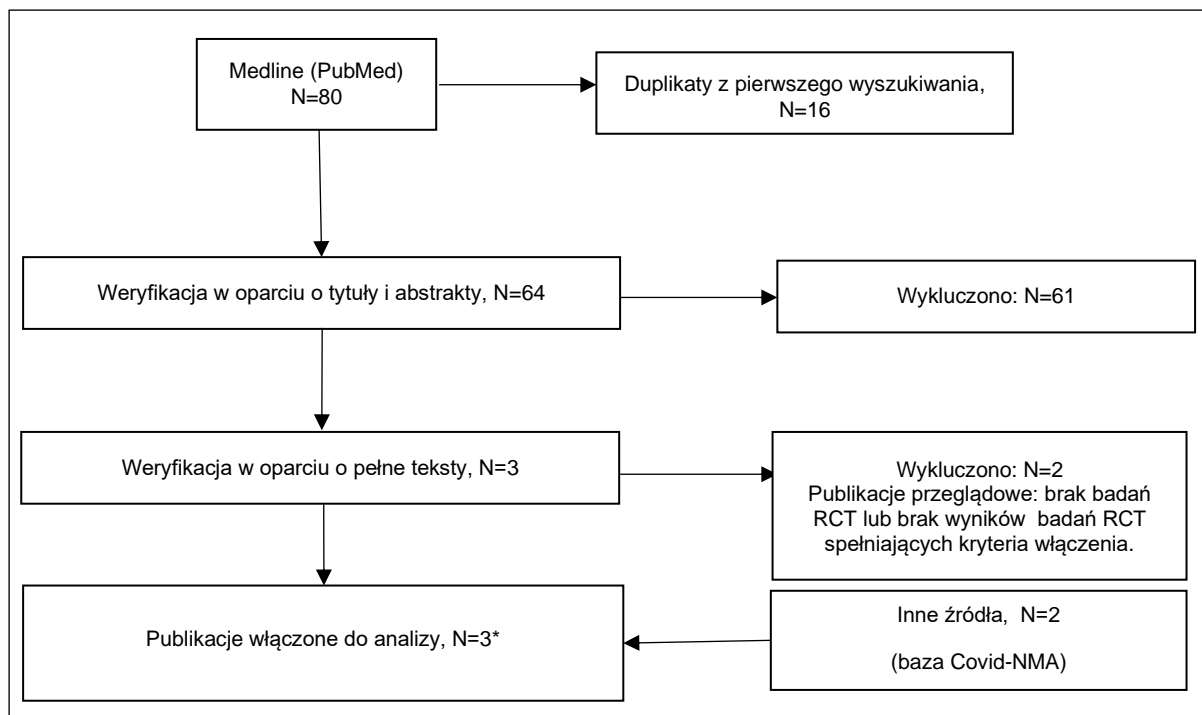 Medline (PubMed)
N=80
Duplikaty z pierwszego wyszukiwania,
N=16
Weryfikacja w oparciu o tytuły i abstrakty, N=64
Wykluczono: N=61
Weryfikacja w oparciu o pełne teksty, N=3
Wykluczono: N=2
Publikacje przeglądowe: brak badań
RCT lub brak wyników badań RCT
spełniających kryteria włączenia.
Publikacje włączone do analizy, N=3*
Inne źródła, N=2
(baza Covid-NMA)